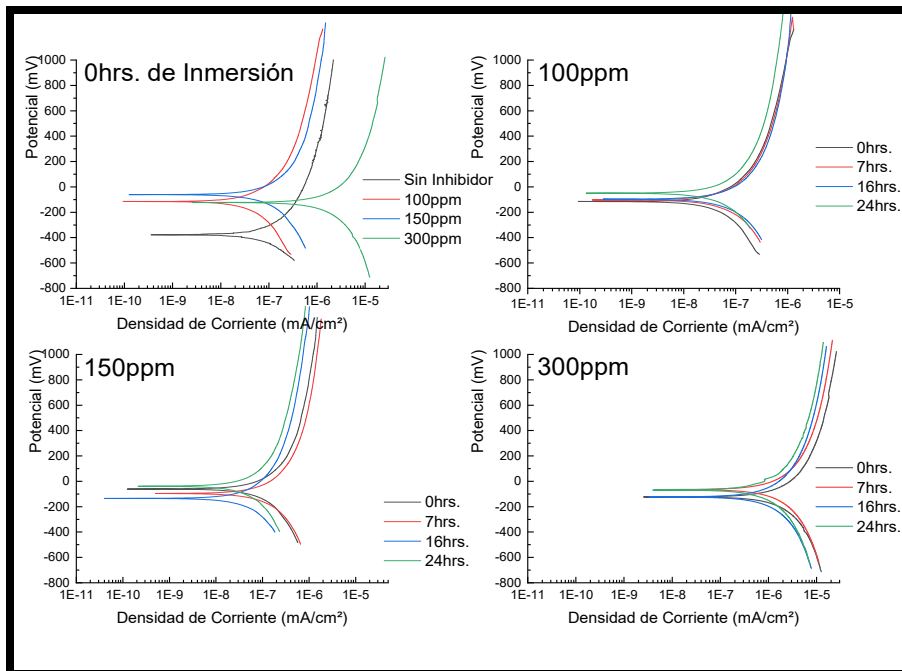 0hrs. de Inmersión
Potencial (mV)
1000
800
600
400
200
0
-200
-400
-600
-800
1E-11 1E-10 1E-9 1E-8 1E-7 1E-6 1E-5
Densidad de Corriente (mA/cm²)
Sin Inhibidor
100ppm
150ppm
300ppm
100ppm
Potencial (mV)
1000
800
600
400
200
0
-200
-400
-600
-800
1E-11 1E-10 1E-9 1E-8 1E-7 1E-6 1E-5
Densidad de Corriente (mA/cm²)
0hrs.
7hrs.
16hrs.
24hrs.
150ppm
Potencial (mV)
1000
800
600
400
200
0
-200
-400
-600
-800
1E-11 1E-10 1E-9 1E-8 1E-7 1E-6 1E-5
Densidad de Corriente (mA/cm²)
0hrs.
7hrs.
16hrs.
24hrs.
300ppm
Potencial (mV)
1000
800
600
400
200
0
-200
-400
-600
-800
1E-11 1E-10 1E-9 1E-8 1E-7 1E-6 1E-5
Densidad de Corriente (mA/cm²)
0hrs.
7hrs.
16hrs.
24hrs.